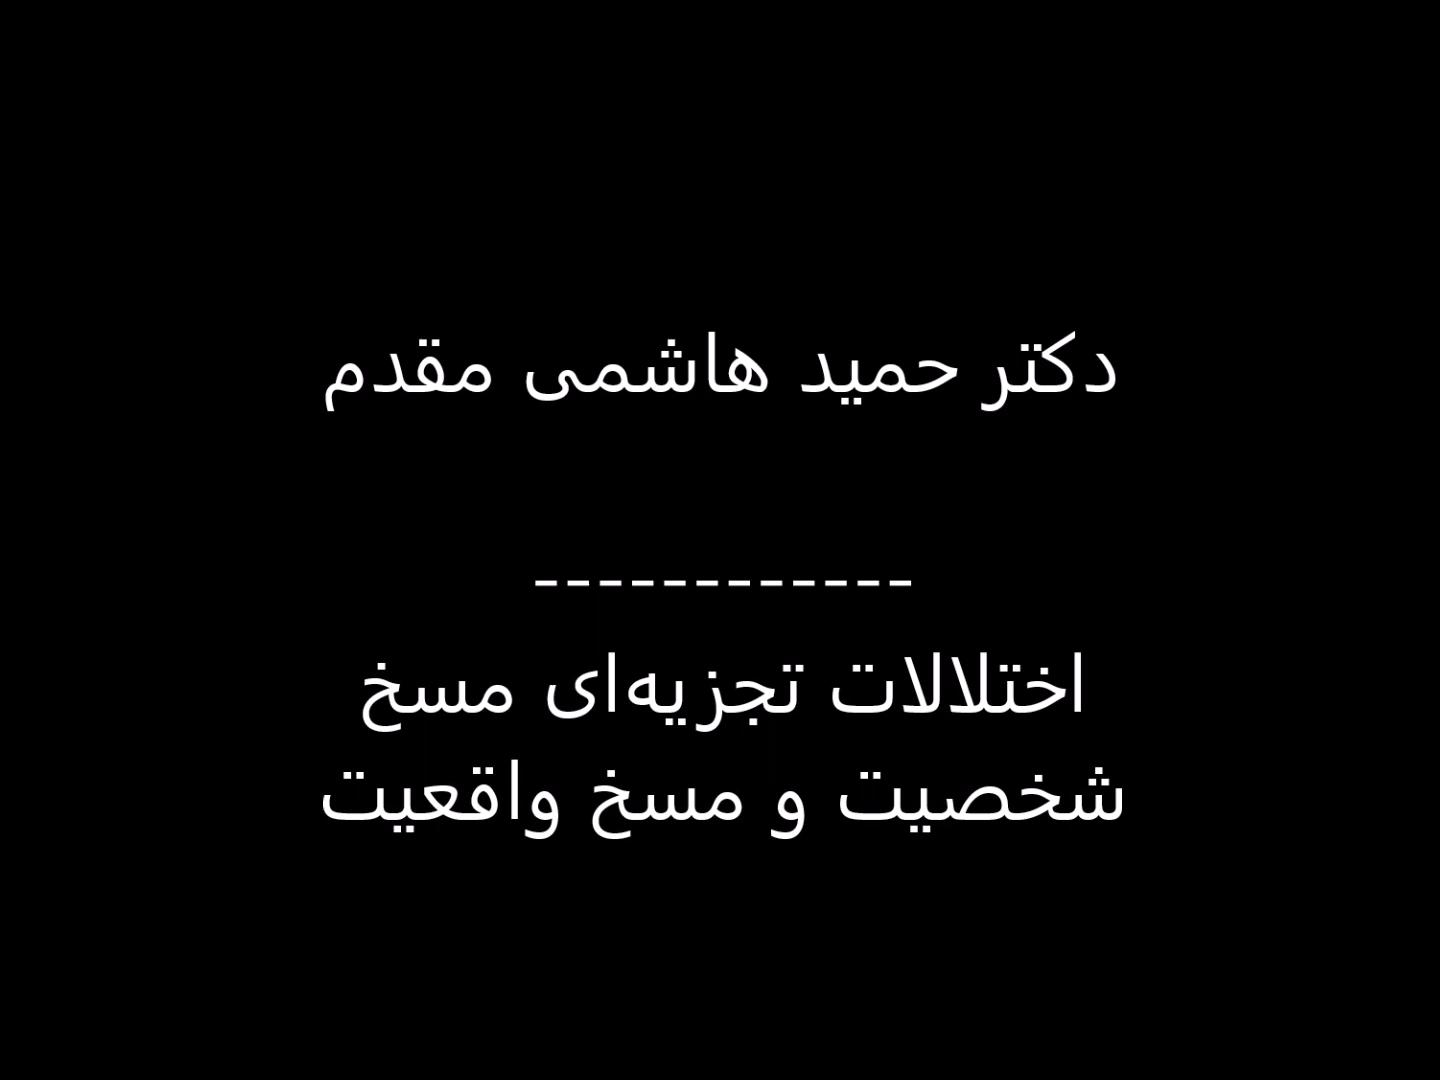 دکتر حمید هاشمی مقدم
------------
اختلالات تجزیه‌ای مسخ
شخصیت و مسخ واقعیت